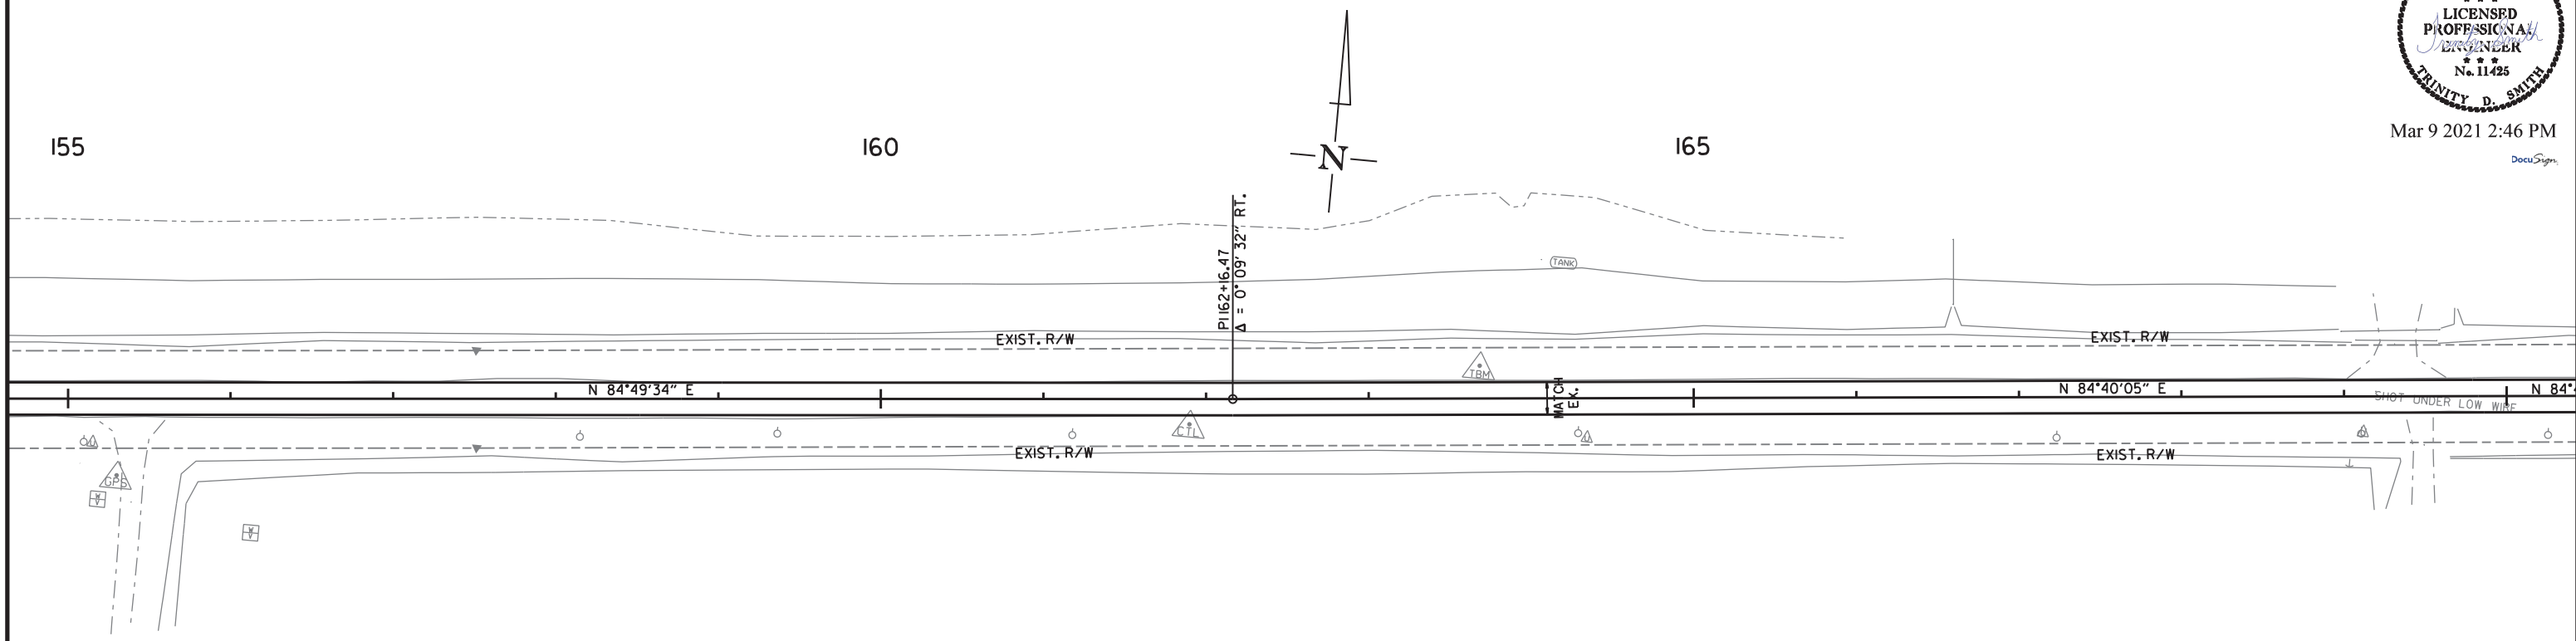 LICENSED
PROFESSIONAL
ENGINEER
No. 11425
TRINITY D. SMITH
Mar 9 2021 2:46 PM
DocuSign
155
160
165
N
PI 162+16.47
Δ = 0° 09' 32" RT.
TANK
EXIST. R/W
EXIST. R/W
TBM
N 84°49'34" E
MATCH
EX.
N 84°40'05" E
N 84°4
SHOT UNDER LOW WIRE
CTL
EXIST. R/W
EXIST. R/W
GPS
W
V
W
V